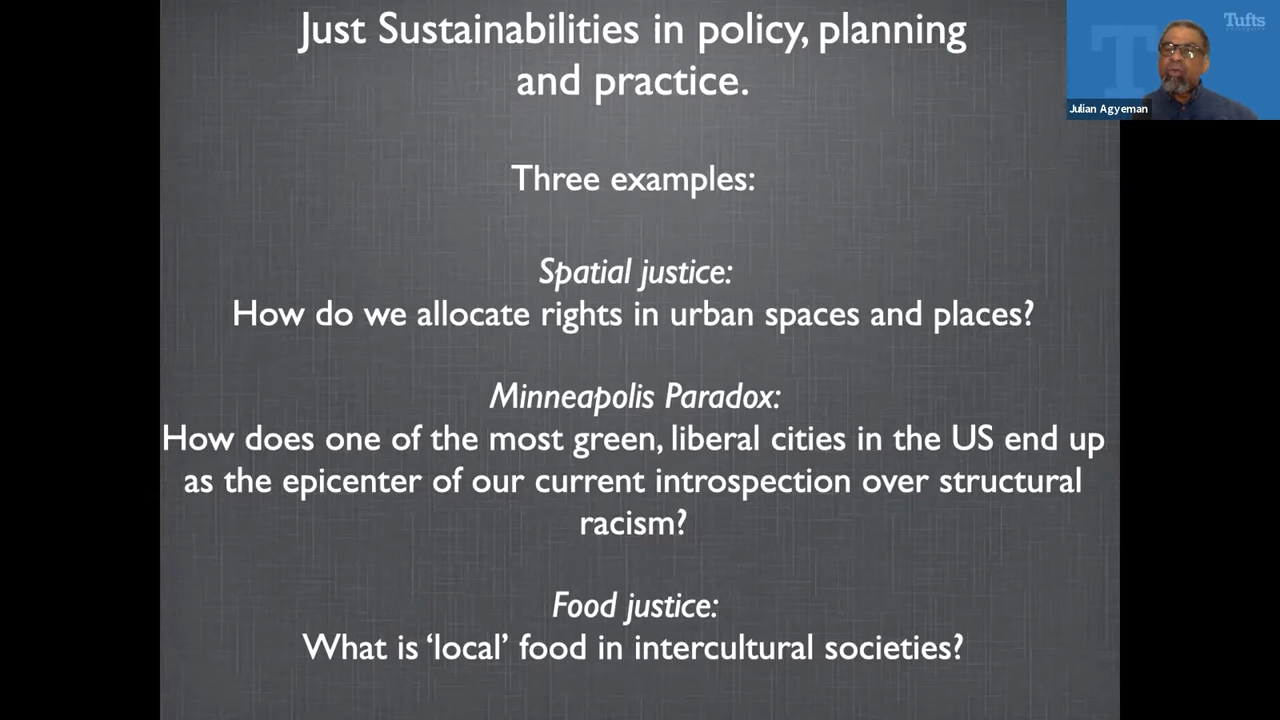 Just Sustainabilities in policy, planning
and practice.
Three examples:
Spatial justice:
How do we allocate rights in urban spaces and places?
Minneapolis Paradox:
How does one of the most green, liberal cities in the US end up
as the epicenter of our current introspection over structural
racism?
Food justice:
What is ‘local’ food in intercultural societies?
Tufts
UNIVERSITY
T
Julian Agyeman